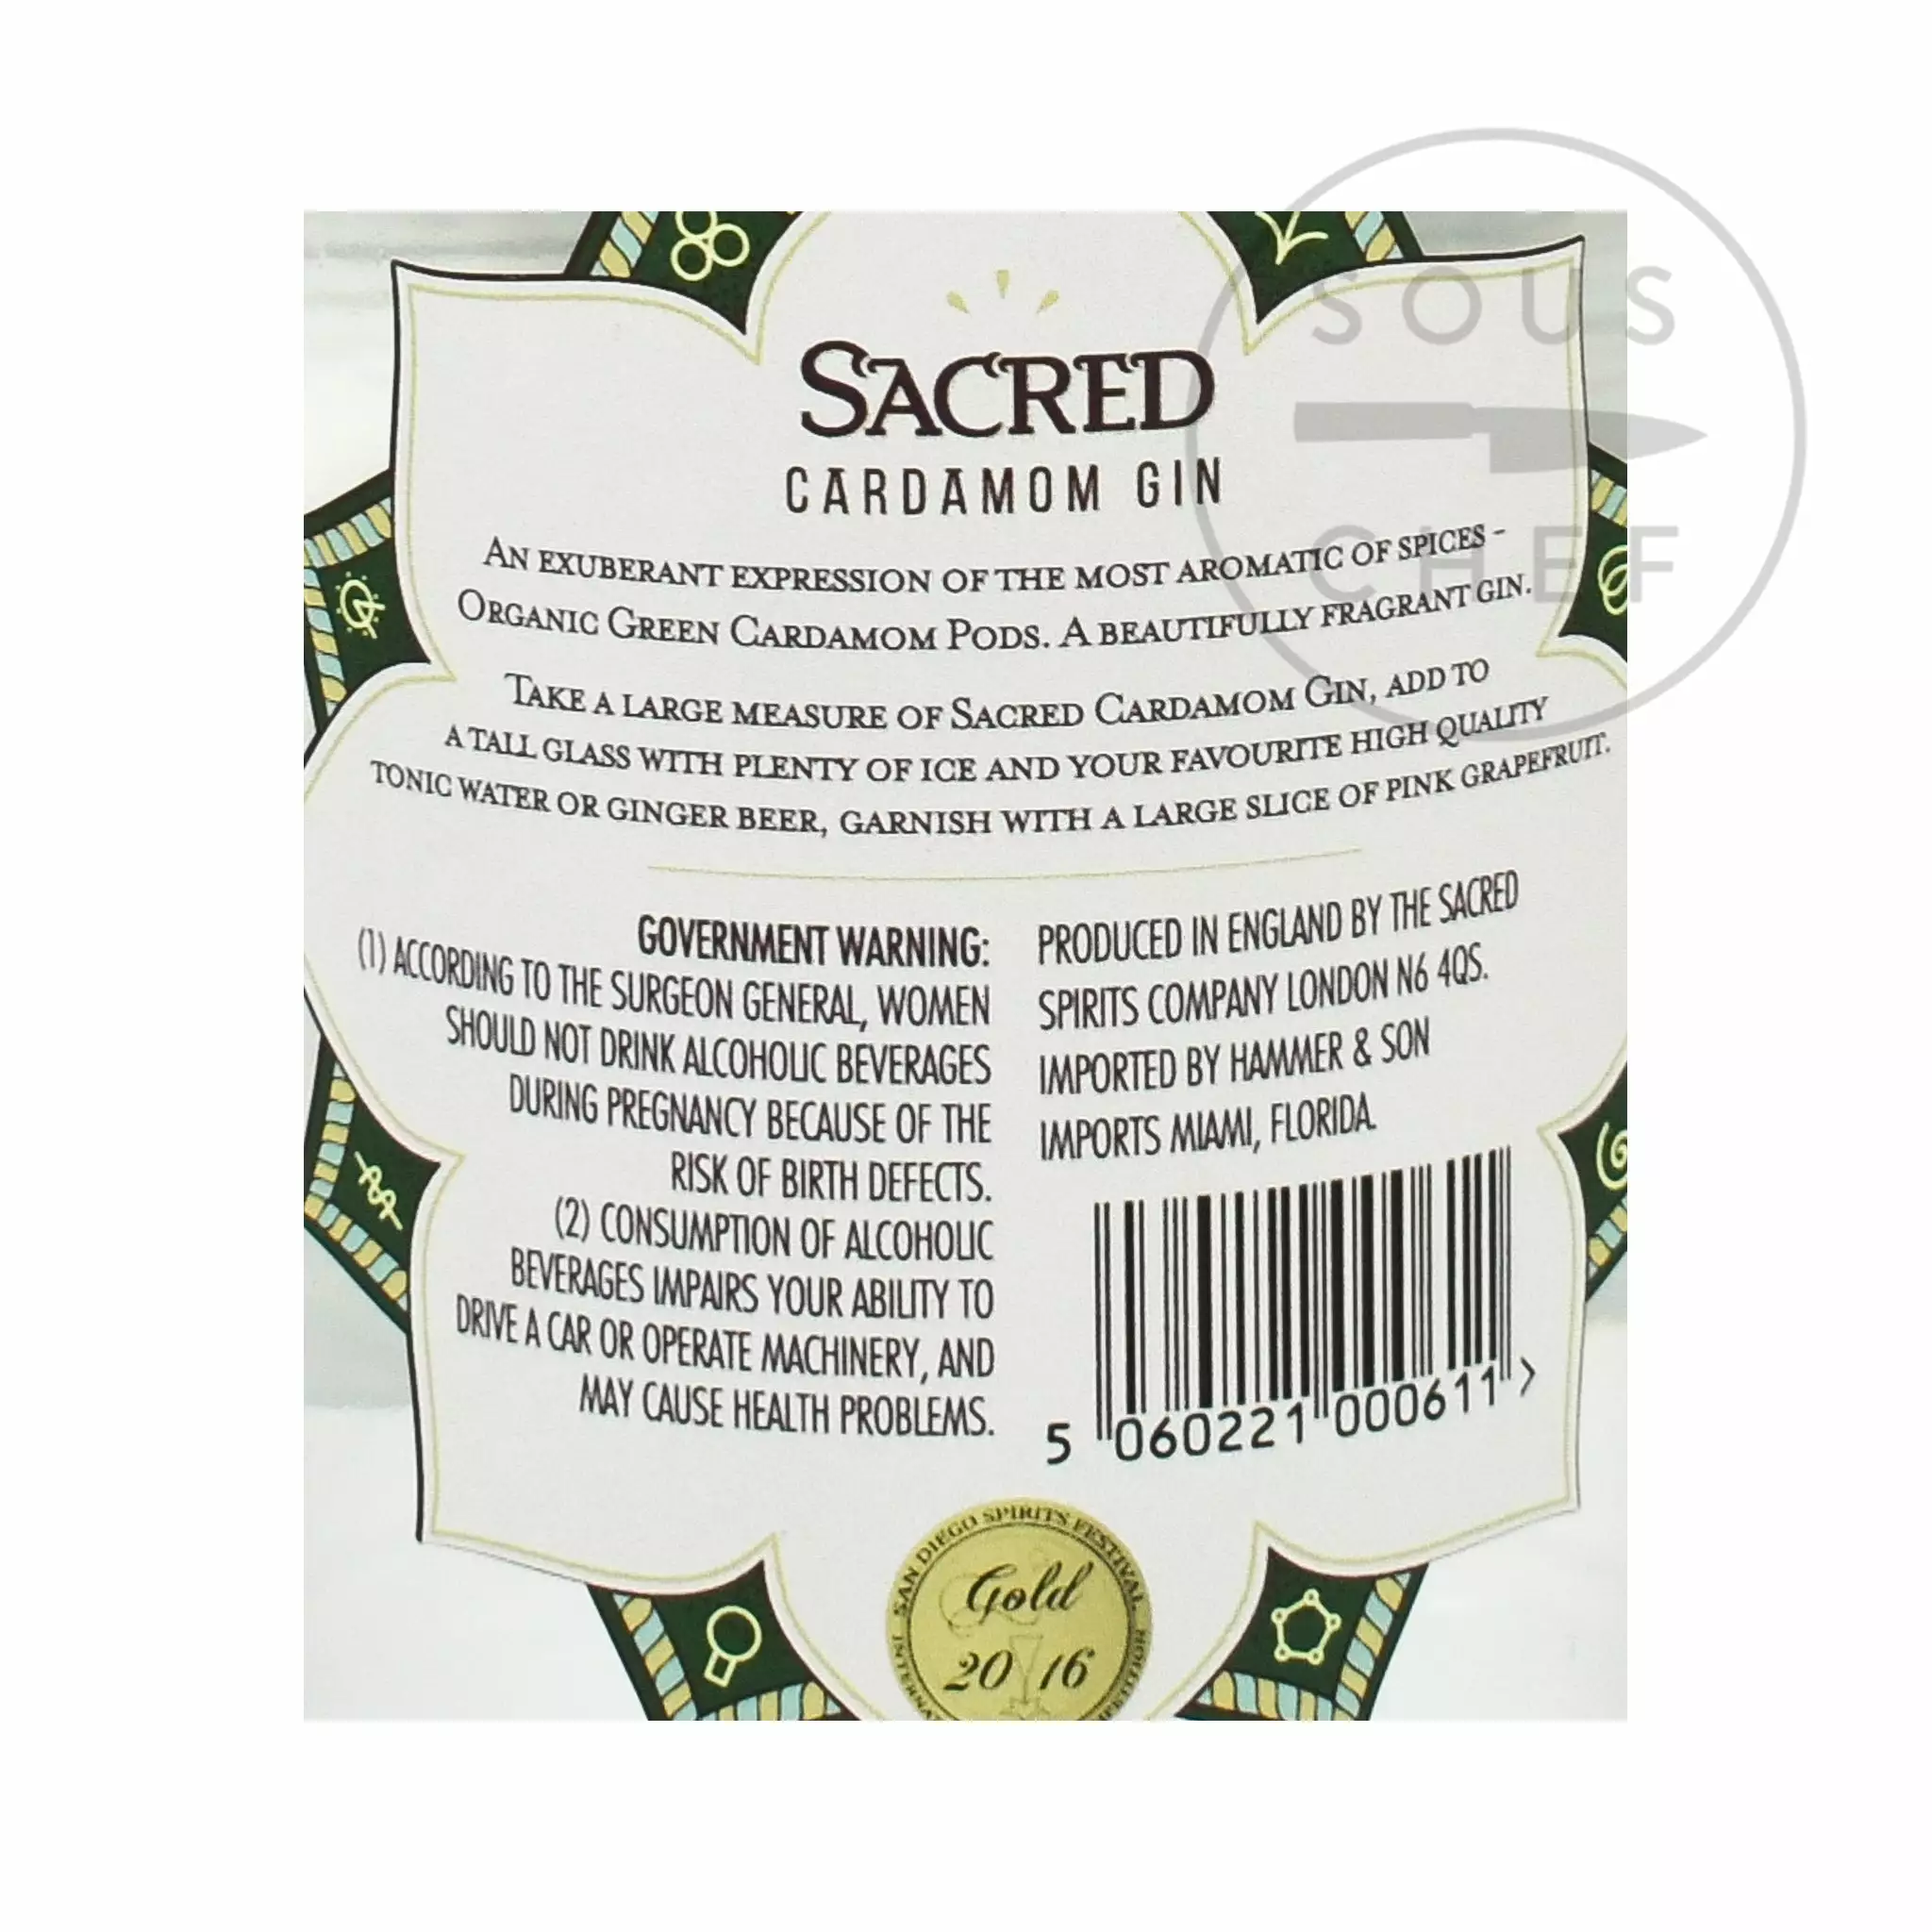 SOUS
CHEF
SACRED
CARDAMOM GIN
AN EXUBERANT EXPRESSION OF THE MOST AROMATIC OF SPICES -
ORGANIC GREEN CARDAMOM PODS. A BEAUTIFULLY FRAGRANT GIN.
TAKE A LARGE MEASURE OF SACRED CARDAMOM GIN, ADD TO
A TALL GLASS WITH PLENTY OF ICE AND YOUR FAVOURITE HIGH QUALITY
TONIC WATER OR GINGER BEER, GARNISH WITH A LARGE SLICE OF PINK GRAPEFRUIT.
GOVERNMENT WARNING:
(1) ACCORDING TO THE SURGEON GENERAL, WOMEN
SHOULD NOT DRINK ALCOHOLIC BEVERAGES
DURING PREGNANCY BECAUSE OF THE
RISK OF BIRTH DEFECTS.
(2) CONSUMPTION OF ALCOHOLIC
BEVERAGES IMPAIRS YOUR ABILITY TO
DRIVE A CAR OR OPERATE MACHINERY, AND
MAY CAUSE HEALTH PROBLEMS.
PRODUCED IN ENGLAND BY THE SACRED
SPIRITS COMPANY LONDON N6 4QS.
IMPORTED BY HAMMER & SON
IMPORTS MIAMI, FLORIDA.
5 060221 000611 >
SAN DIEGO SPIRITS FESTIVAL
Gold
2016